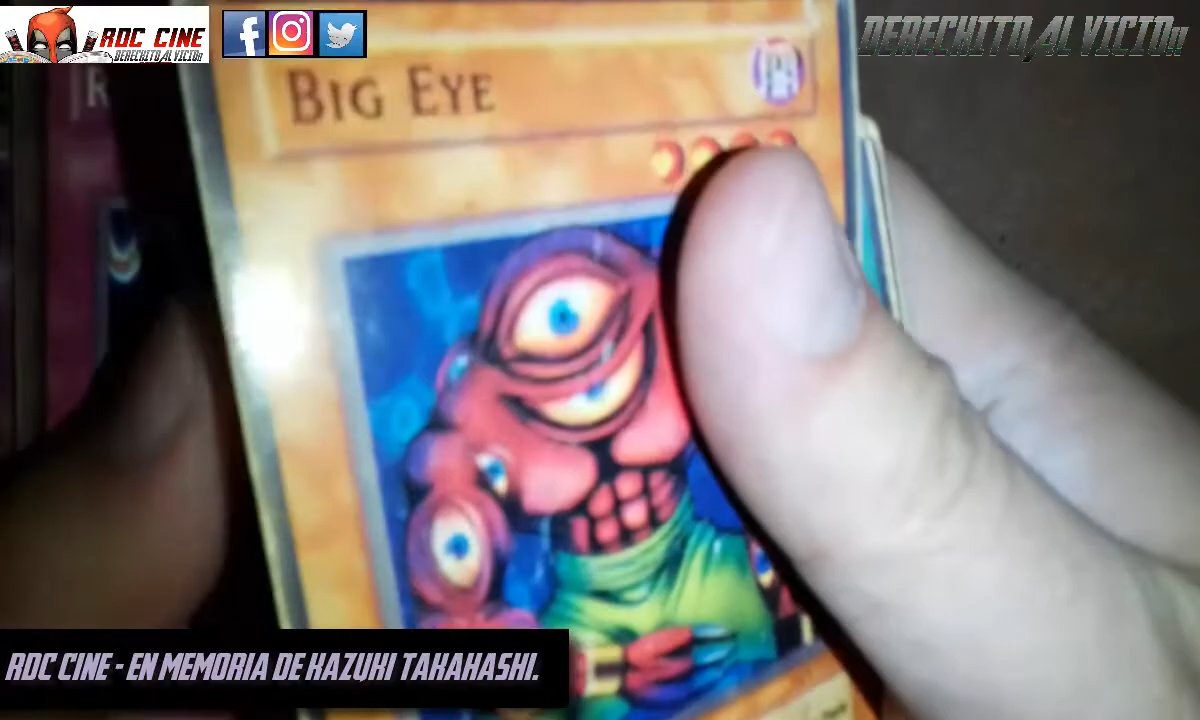 RDC CINE
DERECHITO AL VICIO!!
DERECHITO AL VICIO!!
BIG EYE
RDC CINE - EN MEMORIA DE KAZUKI TAKAHASHI.